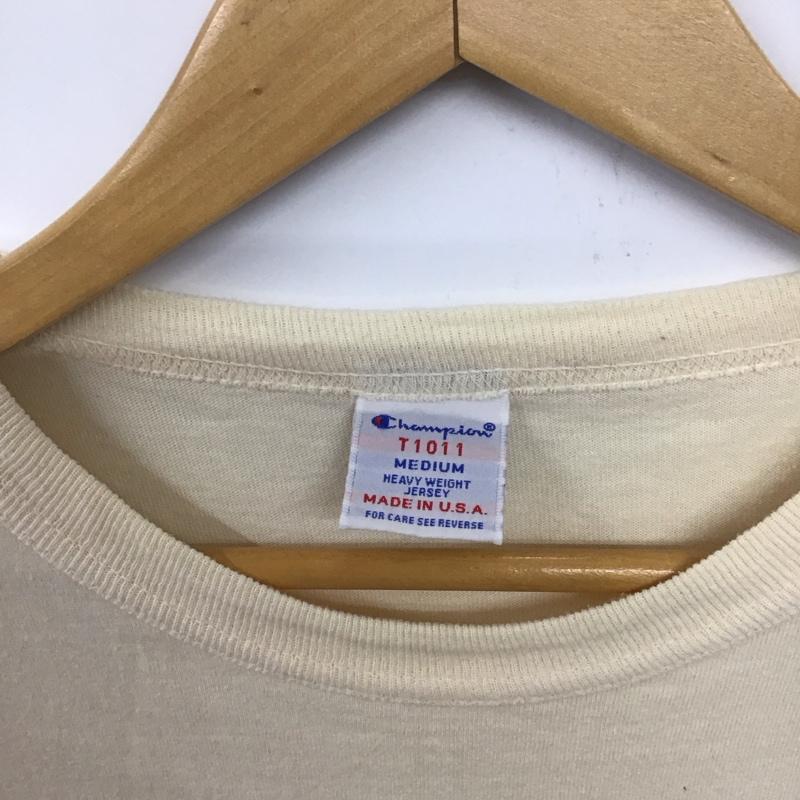 Champion®
T1011
MEDIUM
HEAVY WEIGHT
JERSEY
MADE IN U.S.A.
FOR CARE SEE REVERSE